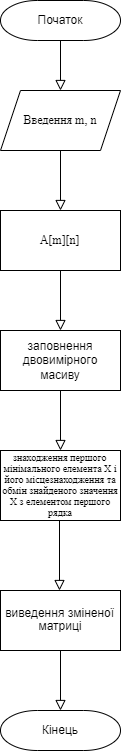 Початок
Введення m, n
A[m][n]
заповнення
двовимірного
масиву
знаходження першого
мінімального елемента X і
його місцезнаходження та
обмін знайденого значення
X з елементом першого
рядка
виведення зміненої
матриці
Кінець